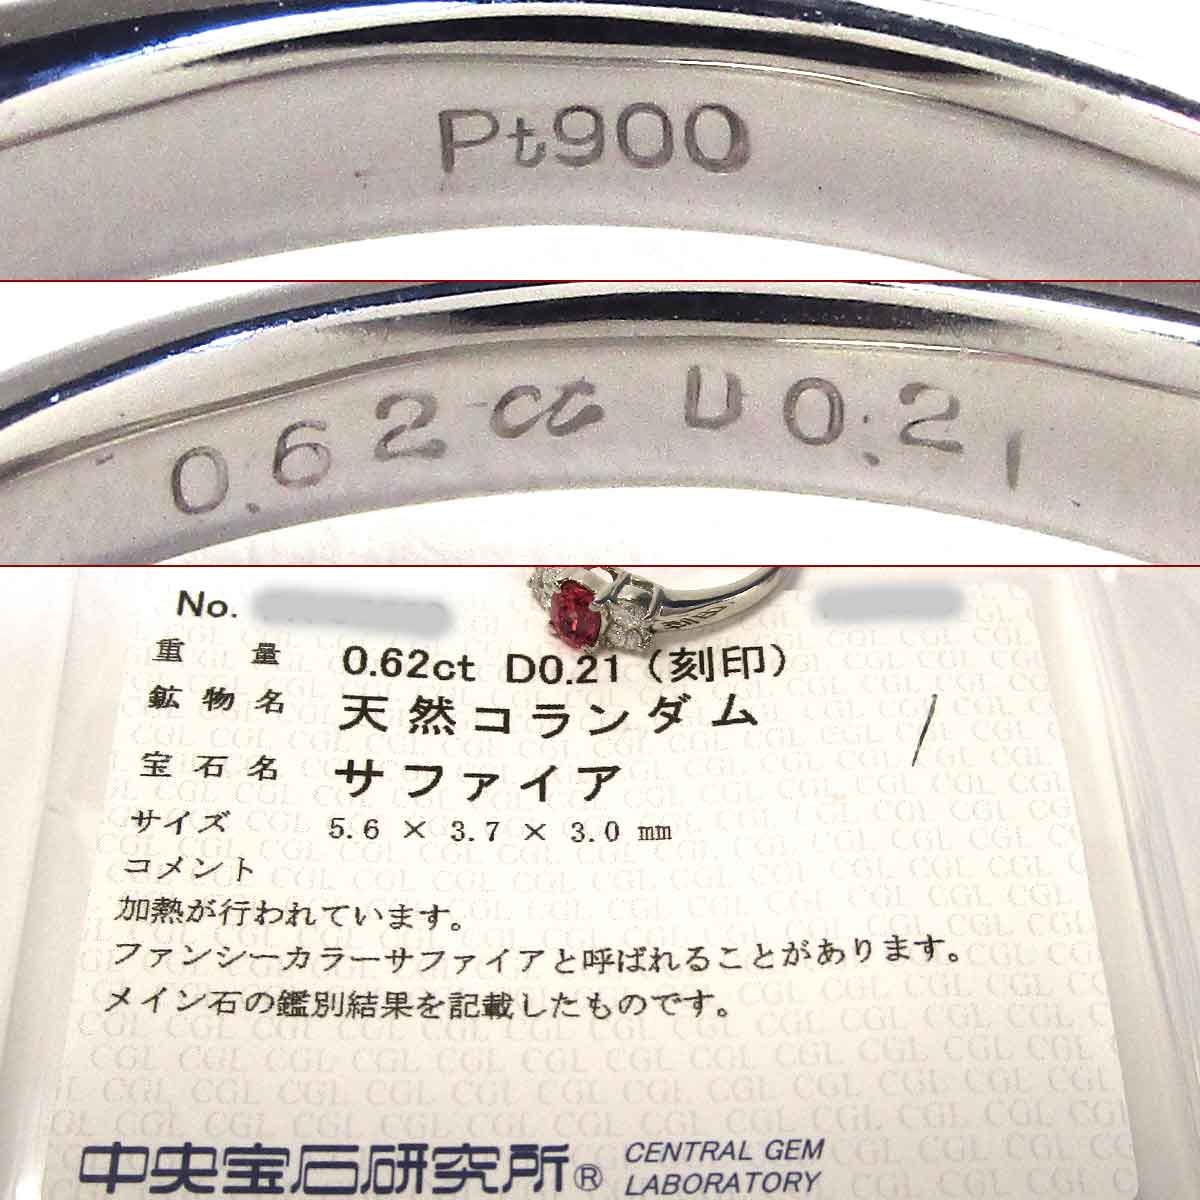 Pt900
0.62ct D0.21
No.
重量 0.62ct D0.21（刻印）
鉱物名 天然コランダム
宝石名 サファイア
サイズ 5.6 × 3.7 × 3.0 mm
コメント
加熱が行われています。
ファンシーカラーサファイアと呼ばれることがあります。
メイン石の鑑別結果を記載したものです。
中央宝石研究所® CENTRAL GEM
LABORATORY